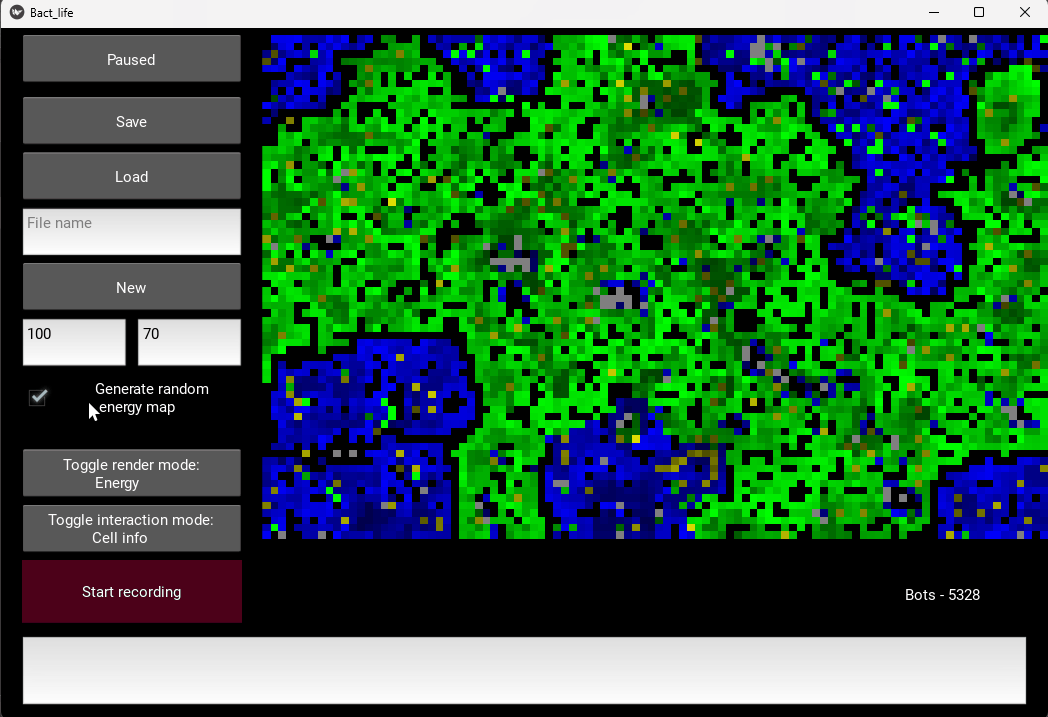 Bact_life
Paused
Save
Load
File name
New
100 70
Generate random
energy map
Toggle render mode:
Energy
Toggle interaction mode:
Cell info
Start recording
Bots - 5328